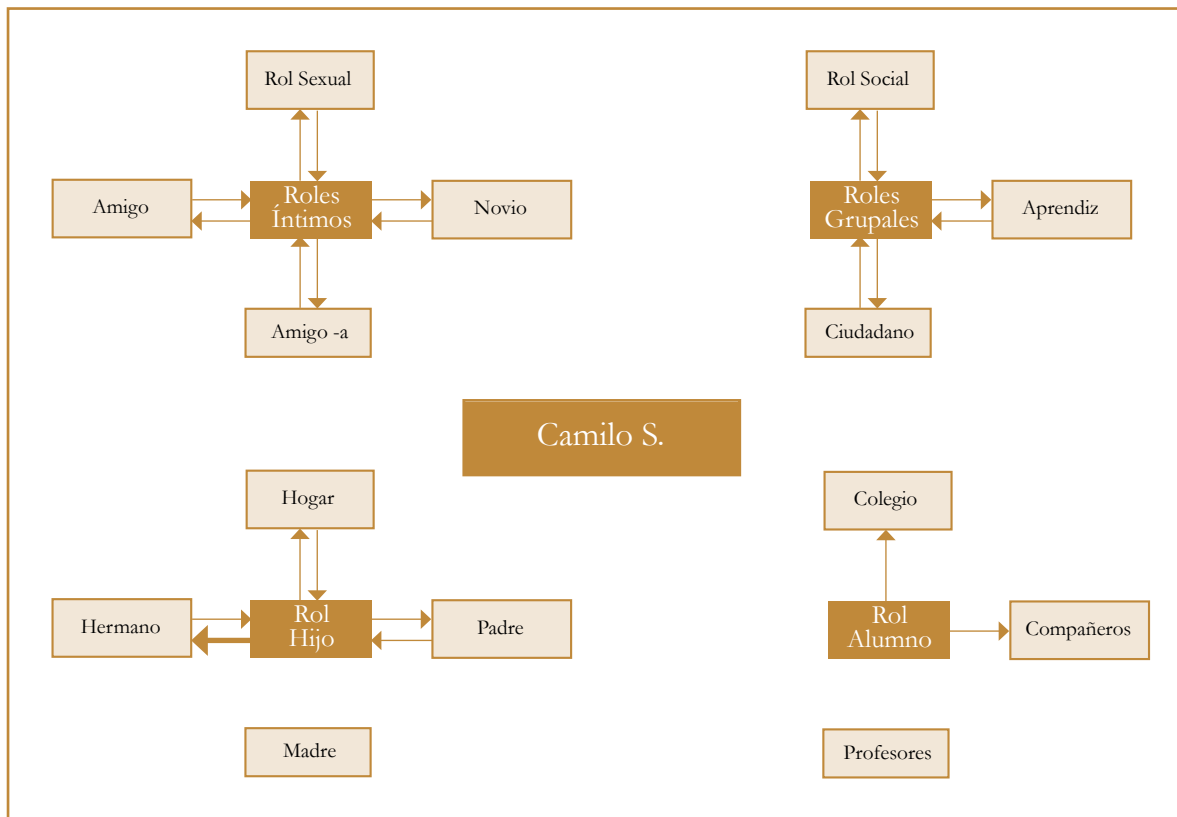 Rol Sexual
Rol Social
Amigo
Roles
Íntimos
Novio
Roles
Grupales
Aprendiz
Amigo -a
Ciudadano
Camilo S.
Hogar
Colegio
Hermano
Rol
Hijo
Padre
Rol
Alumno
Compañeros
Madre
Profesores